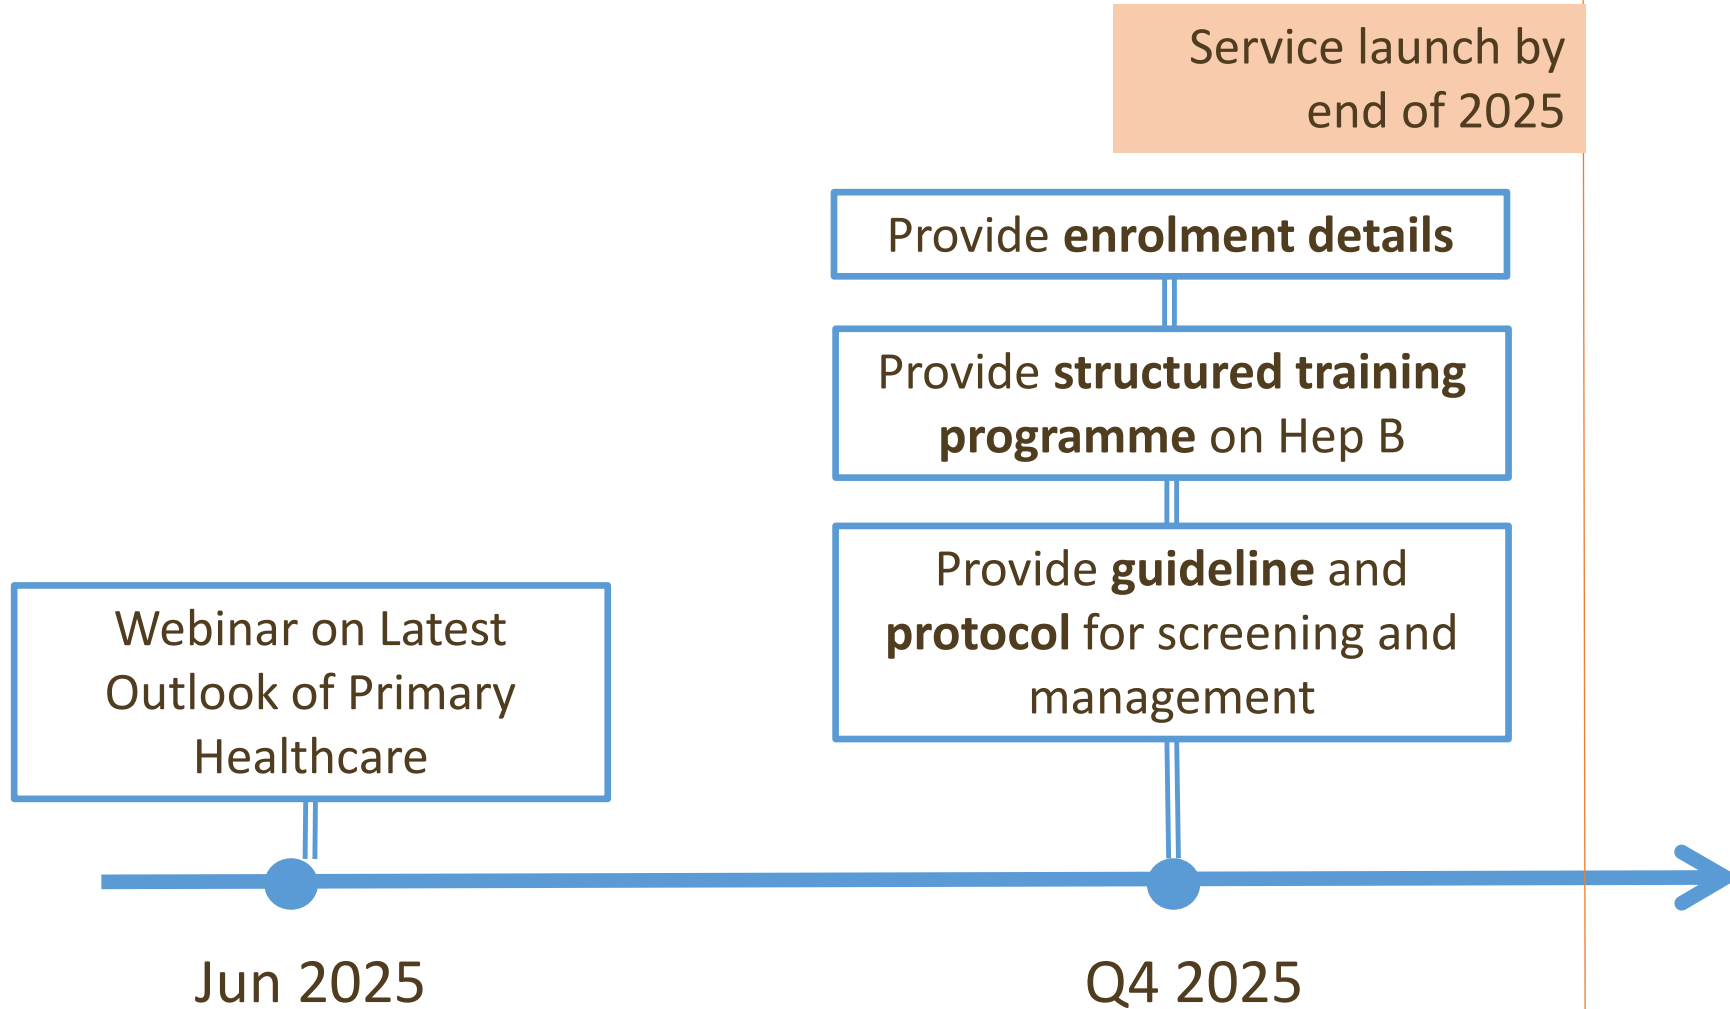 Service launch by
end of 2025
Provide enrolment details
Provide structured training
programme on Hep B
Provide guideline and
protocol for screening and
management
Webinar on Latest
Outlook of Primary
Healthcare
Jun 2025
Q4 2025